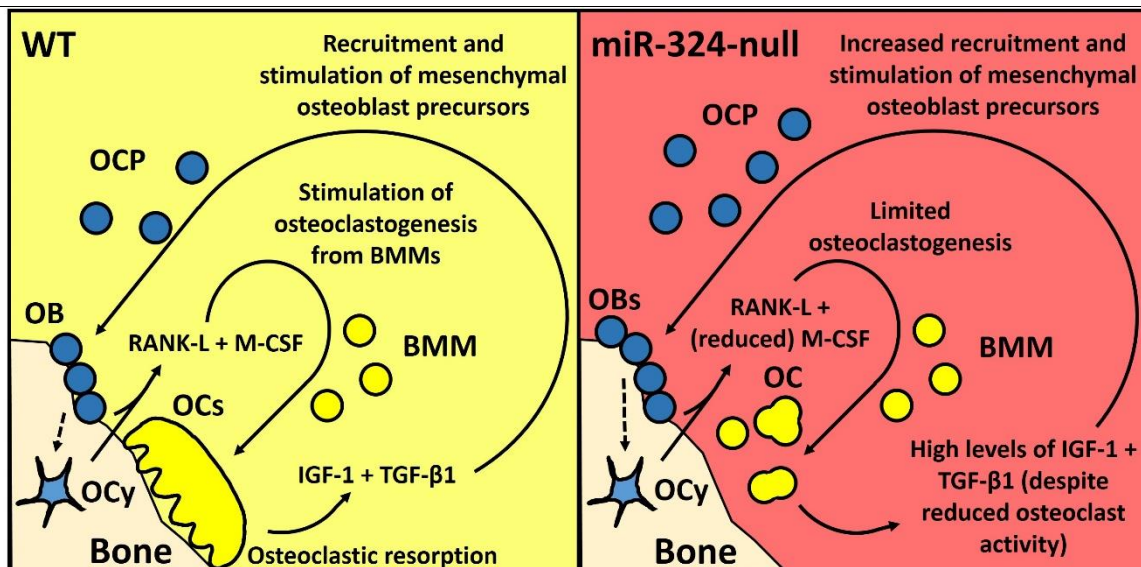 WT
Recruitment and
stimulation of mesenchymal
osteoblast precursors
OCP
Stimulation of
osteoclastogenesis
from BMMs
OB
RANK-L + M-CSF
BMM
OCs
IGF-1 + TGF-β1
OCy
Bone
Osteoclastic resorption
miR-324-null
Increased recruitment and
stimulation of mesenchymal
osteoblast precursors
OCP
Limited
osteoclastogenesis
OBs
RANK-L +
(reduced) M-CSF
BMM
OC
High levels of IGF-1 +
TGF-β1 (despite
reduced osteoclast
activity)
OCy
Bone